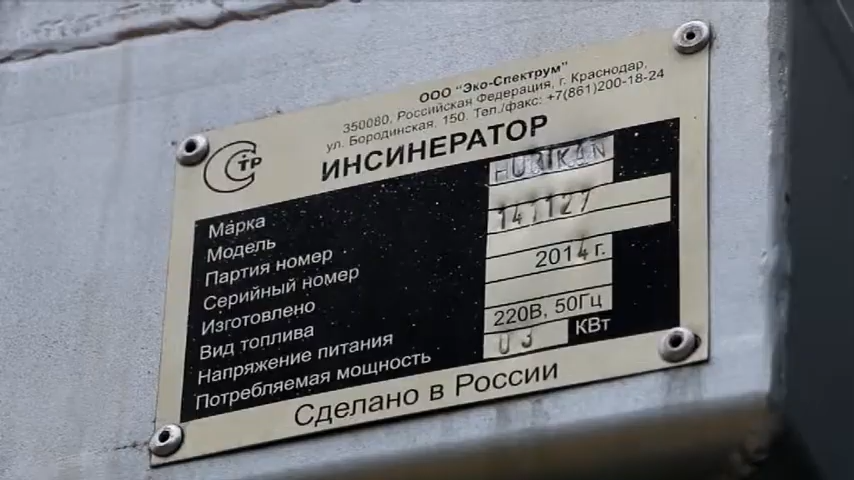 ООО "Эко-Спектрум"
350080. Российская Федерация, г. Краснодар,
ул. Бородинская, 150. Тел./факс: +7(861)200-18-24
СТР
ИНСИНЕРАТОР
Марка HURIKAN
Модель
Партия номер 141127
Серийный номер
Изготовлено 2014 г.
Вид топлива
Напряжение питания 220В, 50Гц
Потребляемая мощность 03 КВт
Сделано в России